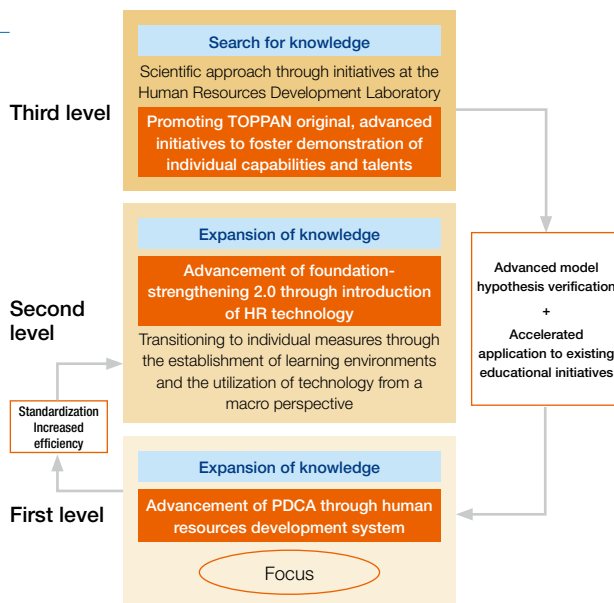 Search for knowledge
Scientific approach through initiatives at the
Human Resources Development Laboratory
Third level
Promoting TOPPAN original, advanced
initiatives to foster demonstration of
individual capabilities and talents
Expansion of knowledge
Advancement of foundation-
strengthening 2.0 through introduction
of HR technology
Second
level
Transitioning to individual measures through
the establishment of learning environments
and the utilization of technology from a
macro perspective
Advanced model
hypothesis verification
+
Accelerated
application to existing
educational initiatives
Standardization
Increased
efficiency
Expansion of knowledge
First level
Advancement of PDCA through human
resources development system
Focus